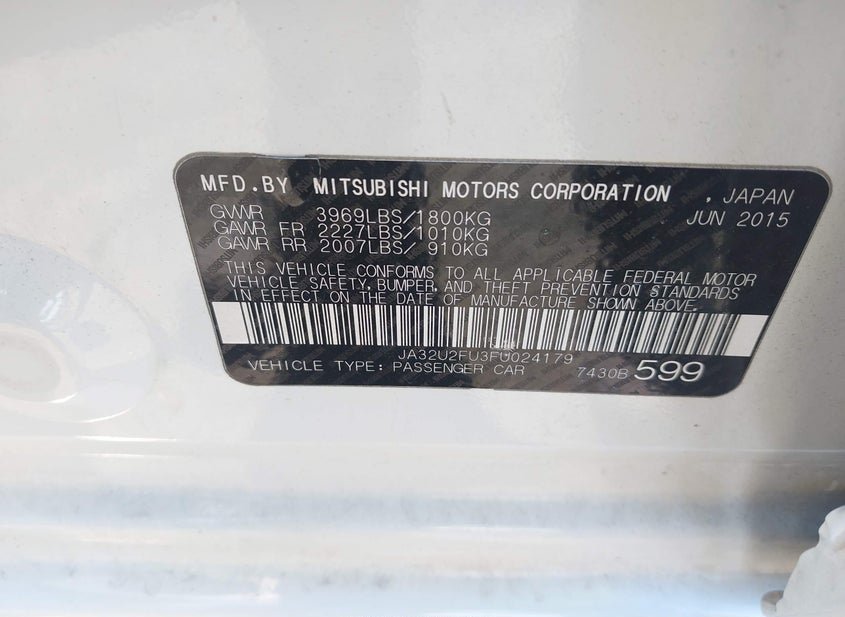 MFD.BY MITSUBISHI MOTORS CORPORATION , JAPAN
GVWR 3969LBS/1800KG JUN 2015
GAWR FR 2227LBS/1010KG
GAWR RR 2007LBS/ 910KG
THIS VEHICLE CONFORMS TO ALL APPLICABLE FEDERAL MOTOR
VEHICLE SAFETY, BUMPER, AND THEFT PREVENTION STANDARDS
IN EFFECT ON THE DATE OF MANUFACTURE SHOWN ABOVE.
JA32U2FU3FU024179
VEHICLE TYPE: PASSENGER CAR 7430B 599